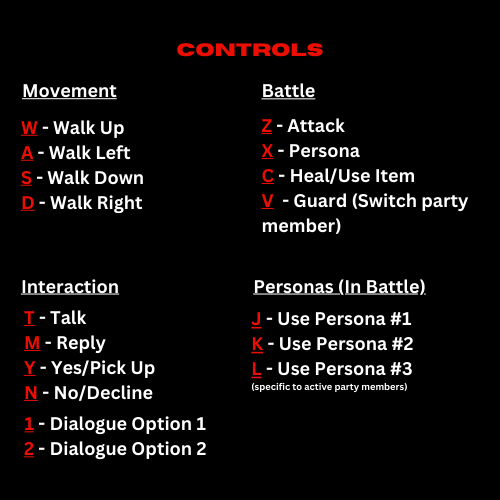 CONTROLS
Movement
W - Walk Up
A - Walk Left
S - Walk Down
D - Walk Right
Battle
Z - Attack
X - Persona
C - Heal/Use Item
V - Guard (Switch party
member)
Interaction
T - Talk
M - Reply
Y - Yes/Pick Up
N - No/Decline
1 - Dialogue Option 1
2 - Dialogue Option 2
Personas (In Battle)
J - Use Persona #1
K - Use Persona #2
L - Use Persona #3
(specific to active party members)